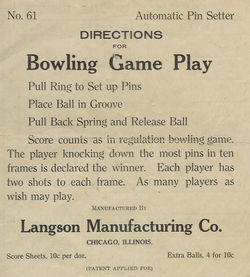 No. 61 Automatic Pin Setter
DIRECTIONS
FOR
Bowling Game Play
Pull Ring to Set up Pins
Place Ball in Groove
Pull Back Spring and Release Ball
Score counts as in regulation bowling game.
The player knocking down the most pins in ten
frames is declared the winner. Each player has
two shots to each frame. As many players as
wish may play.
MANUFACTURED BY
Langson Manufacturing Co.
CHICAGO, ILLINOIS.
Score Sheets, 10c per doz. Extra Balls, 4 for 10c
(PATENT APPLIED FOR)